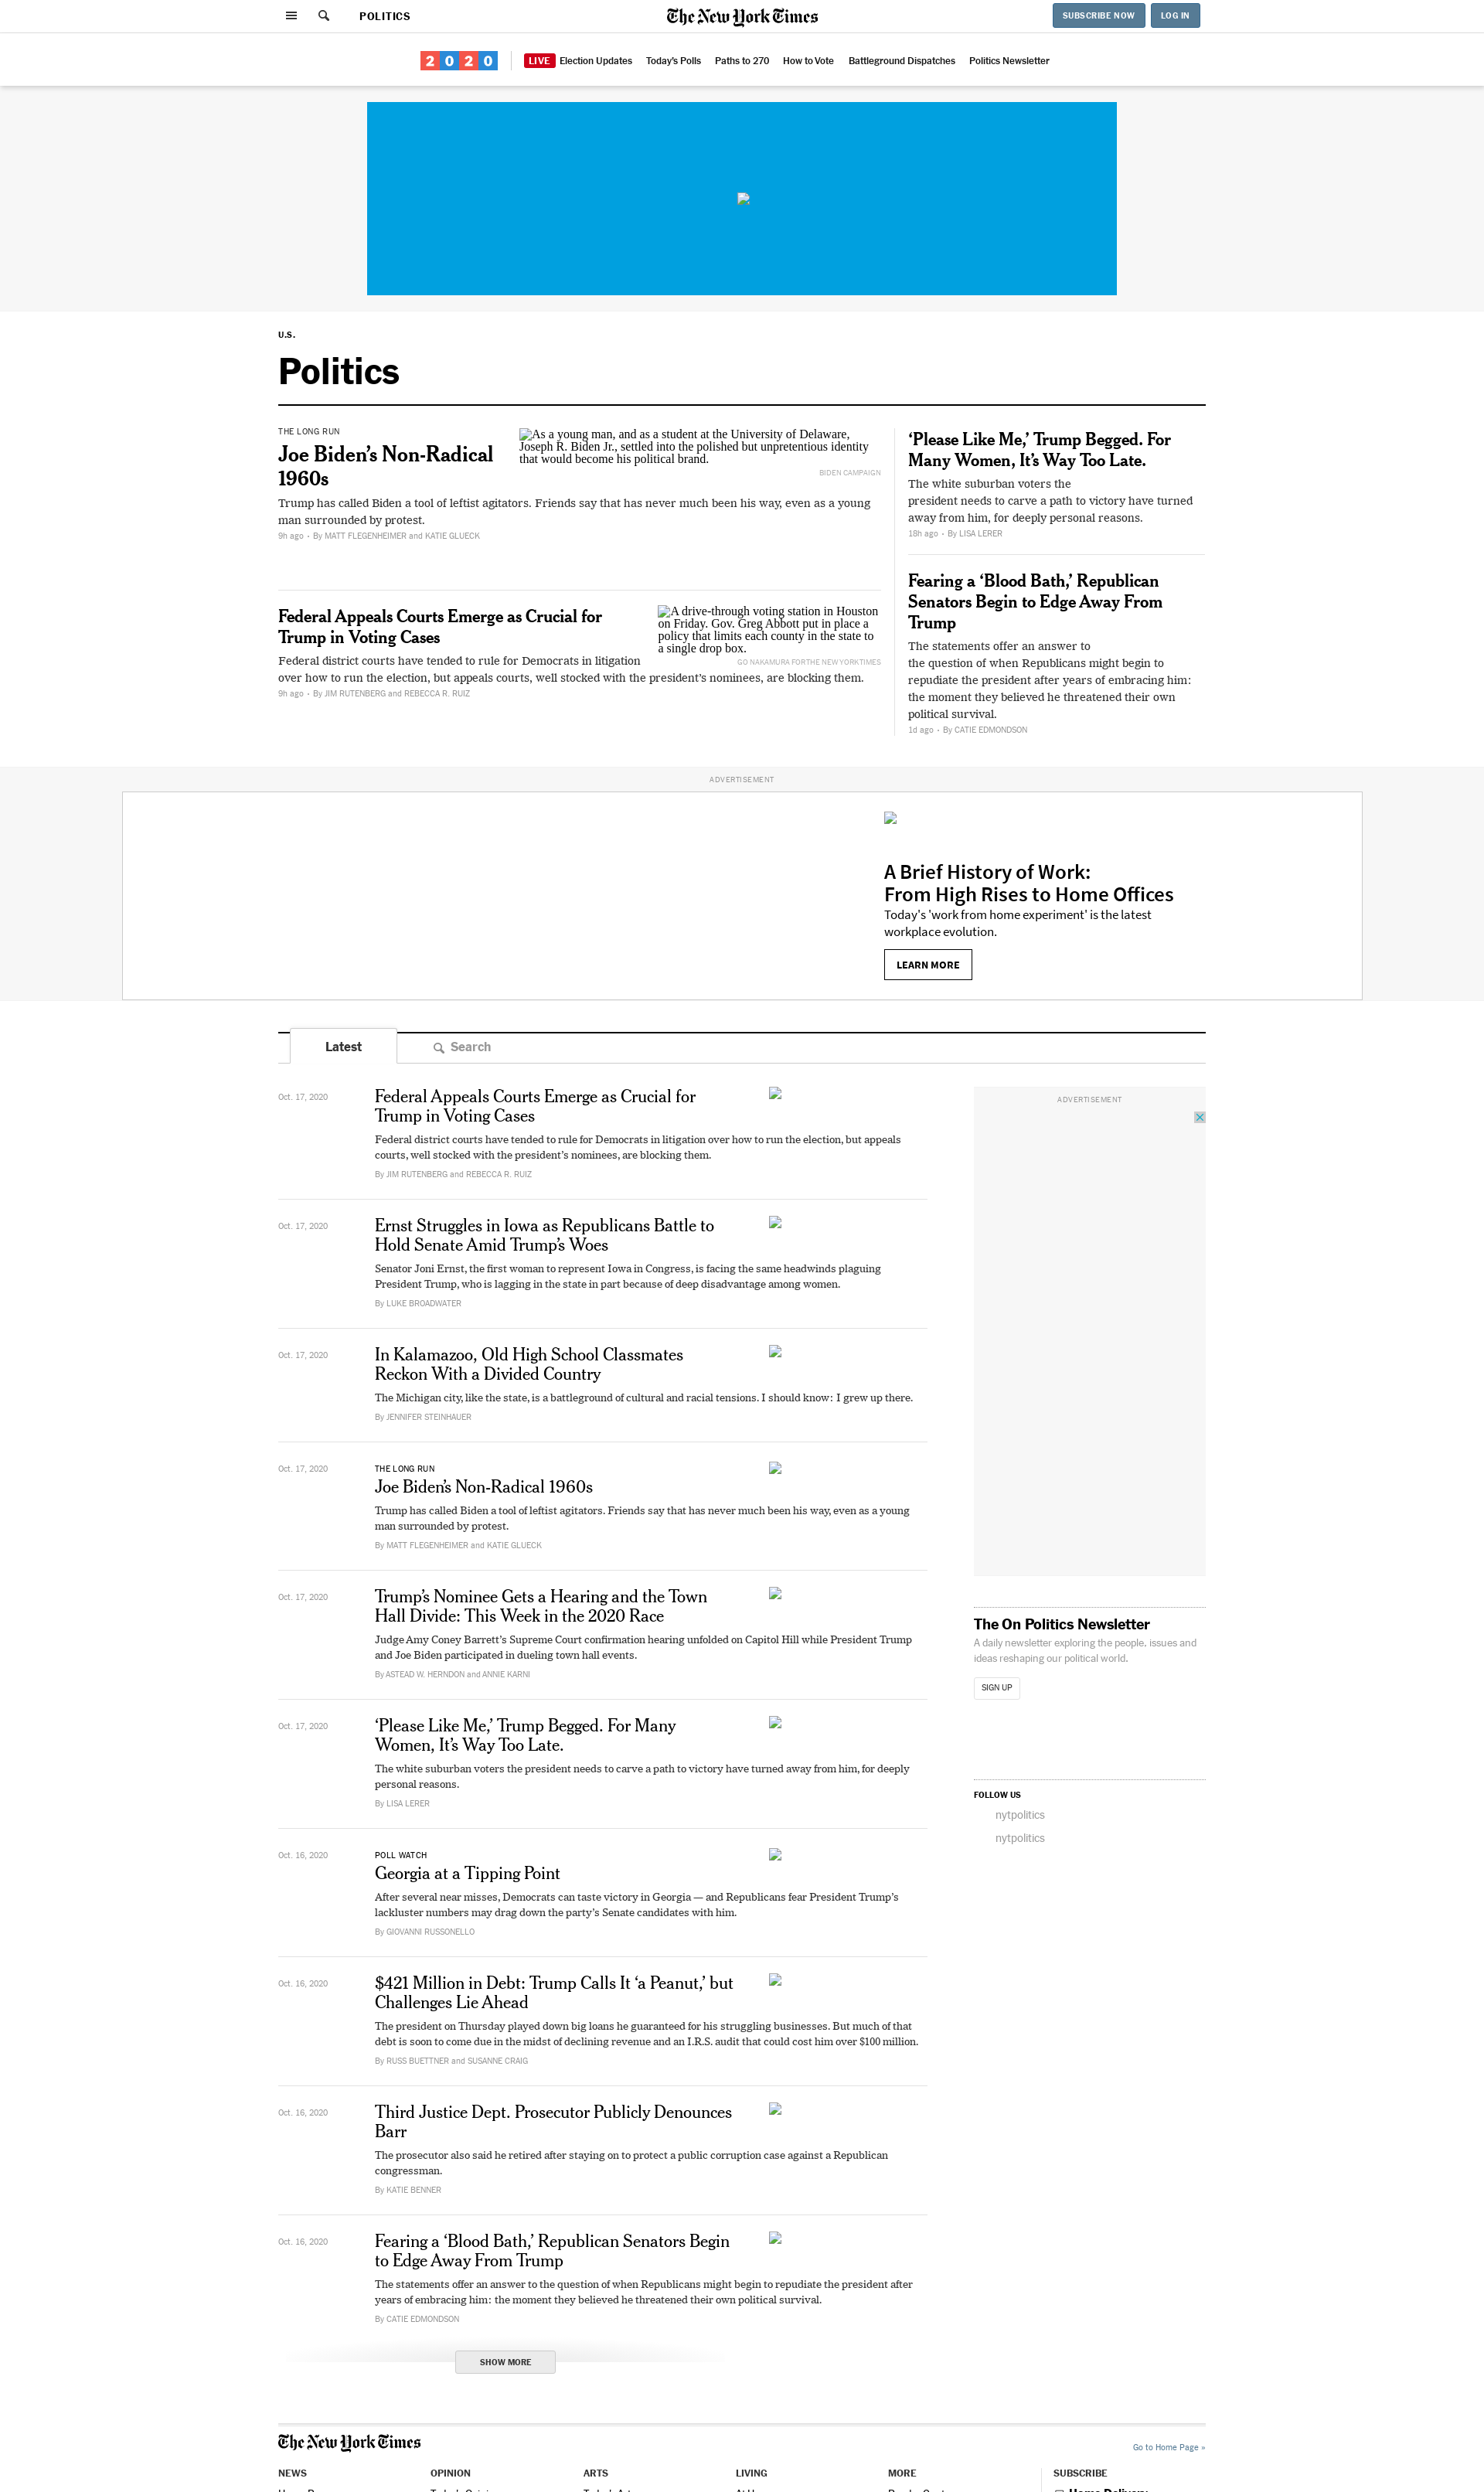 POLITICS
The New York Times
SUBSCRIBE NOW
LOG IN
2020
LIVE Election Updates
Today's Polls
Paths to 270
How to Vote
Battleground Dispatches
Politics Newsletter
U.S.
Politics
THE LONG RUN
Joe Biden's Non-Radical
1960s
As a young man, and as a student at the University of Delaware,
Joseph R. Biden Jr., settled into the polished but unpretentious identity
that would become his political brand.
BIDEN CAMPAIGN
Trump has called Biden a tool of leftist agitators. Friends say that has never much been his way, even as a young
man surrounded by protest.
9h ago • By MATT FLEGENHEIMER and KATIE GLUECK
Federal Appeals Courts Emerge as Crucial for
Trump in Voting Cases
A drive-through voting station in Houston
on Friday. Gov. Greg Abbott put in place a
policy that limits each county in the state to
a single drop box.
GO NAKAMURA FOR THE NEW YORK TIMES
Federal district courts have tended to rule for Democrats in litigation
over how to run the election, but appeals courts, well stocked with the president's nominees, are blocking them.
9h ago • By JIM RUTENBERG and REBECCA R. RUIZ
‘Please Like Me,’ Trump Begged. For
Many Women, It’s Way Too Late.
The white suburban voters the
president needs to carve a path to victory have turned
away from him, for deeply personal reasons.
18h ago • By LISA LERER
Fearing a ‘Blood Bath,’ Republican
Senators Begin to Edge Away From
Trump
The statements offer an answer to
the question of when Republicans might begin to
repudiate the president after years of embracing him:
the moment they believed he threatened their own
political survival.
1d ago • By CATIE EDMONDSON
ADVERTISEMENT
A Brief History of Work:
From High Rises to Home Offices
Today's 'work from home experiment' is the latest
workplace evolution.
LEARN MORE
Latest
Search
Oct. 17, 2020
Federal Appeals Courts Emerge as Crucial for
Trump in Voting Cases
Federal district courts have tended to rule for Democrats in litigation over how to run the election, but appeals
courts, well stocked with the president’s nominees, are blocking them.
By JIM RUTENBERG and REBECCA R. RUIZ
Oct. 17, 2020
Ernst Struggles in Iowa as Republicans Battle to
Hold Senate Amid Trump’s Woes
Senator Joni Ernst, the first woman to represent Iowa in Congress, is facing the same headwinds plaguing
President Trump, who is lagging in the state in part because of deep disadvantage among women.
By LUKE BROADWATER
Oct. 17, 2020
In Kalamazoo, Old High School Classmates
Reckon With a Divided Country
The Michigan city, like the state, is a battleground of cultural and racial tensions. I should know: I grew up there.
By JENNIFER STEINHAUER
Oct. 17, 2020
THE LONG RUN
Joe Biden’s Non-Radical 1960s
Trump has called Biden a tool of leftist agitators. Friends say that has never much been his way, even as a young
man surrounded by protest.
By MATT FLEGENHEIMER and KATIE GLUECK
Oct. 17, 2020
Trump’s Nominee Gets a Hearing and the Town
Hall Divide: This Week in the 2020 Race
Judge Amy Coney Barrett’s Supreme Court confirmation hearing unfolded on Capitol Hill while President Trump
and Joe Biden participated in dueling town hall events.
By ASTEAD W. HERNDON and ANNIE KARNI
Oct. 17, 2020
‘Please Like Me,’ Trump Begged. For Many
Women, It’s Way Too Late.
The white suburban voters the president needs to carve a path to victory have turned away from him, for deeply
personal reasons.
By LISA LERER
Oct. 16, 2020
POLL WATCH
Georgia at a Tipping Point
After several near misses, Democrats can taste victory in Georgia — and Republicans fear President Trump’s
lackluster numbers may drag down the party’s Senate candidates with him.
By GIOVANNI RUSSONELLO
Oct. 16, 2020
$421 Million in Debt: Trump Calls It ‘a Peanut,’ but
Challenges Lie Ahead
The president on Thursday played down big loans he guaranteed for his struggling businesses. But much of that
debt is soon to come due in the midst of declining revenue and an I.R.S. audit that could cost him over $100 million.
By RUSS BUETTNER and SUSANNE CRAIG
Oct. 16, 2020
Third Justice Dept. Prosecutor Publicly Denounces
Barr
The prosecutor also said he retired after staying on to protect a public corruption case against a Republican
congressman.
By KATIE BENNER
Oct. 16, 2020
Fearing a ‘Blood Bath,’ Republican Senators Begin
to Edge Away From Trump
The statements offer an answer to the question of when Republicans might begin to repudiate the president after
years of embracing him: the moment they believed he threatened their own political survival.
By CATIE EDMONDSON
SHOW MORE
ADVERTISEMENT
The On Politics Newsletter
A daily newsletter exploring the people, issues and
ideas reshaping our political world.
SIGN UP
FOLLOW US
nytpolitics
nytpolitics
The New York Times
Go to Home Page »
NEWS
OPINION
ARTS
LIVING
MORE
SUBSCRIBE